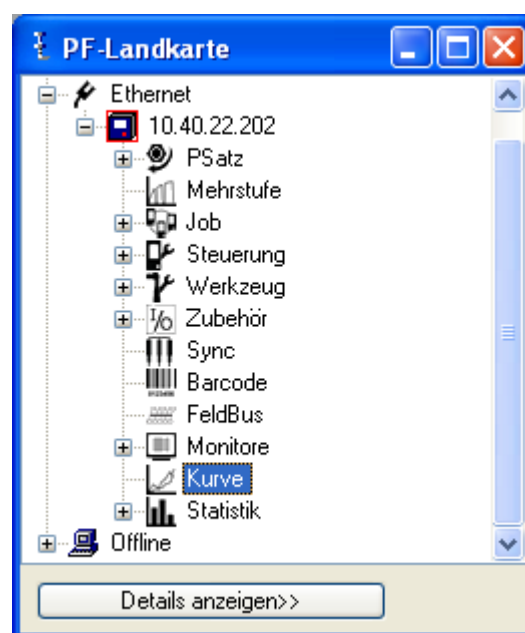 PF-Landkarte
Ethernet
10.40.22.202
PSatz
Mehrstufe
Job
Steuerung
Werkzeug
I/O Zubehör
Sync
Barcode
FeldBus
Monitore
Kurve
Statistik
Offline
Details anzeigen>>